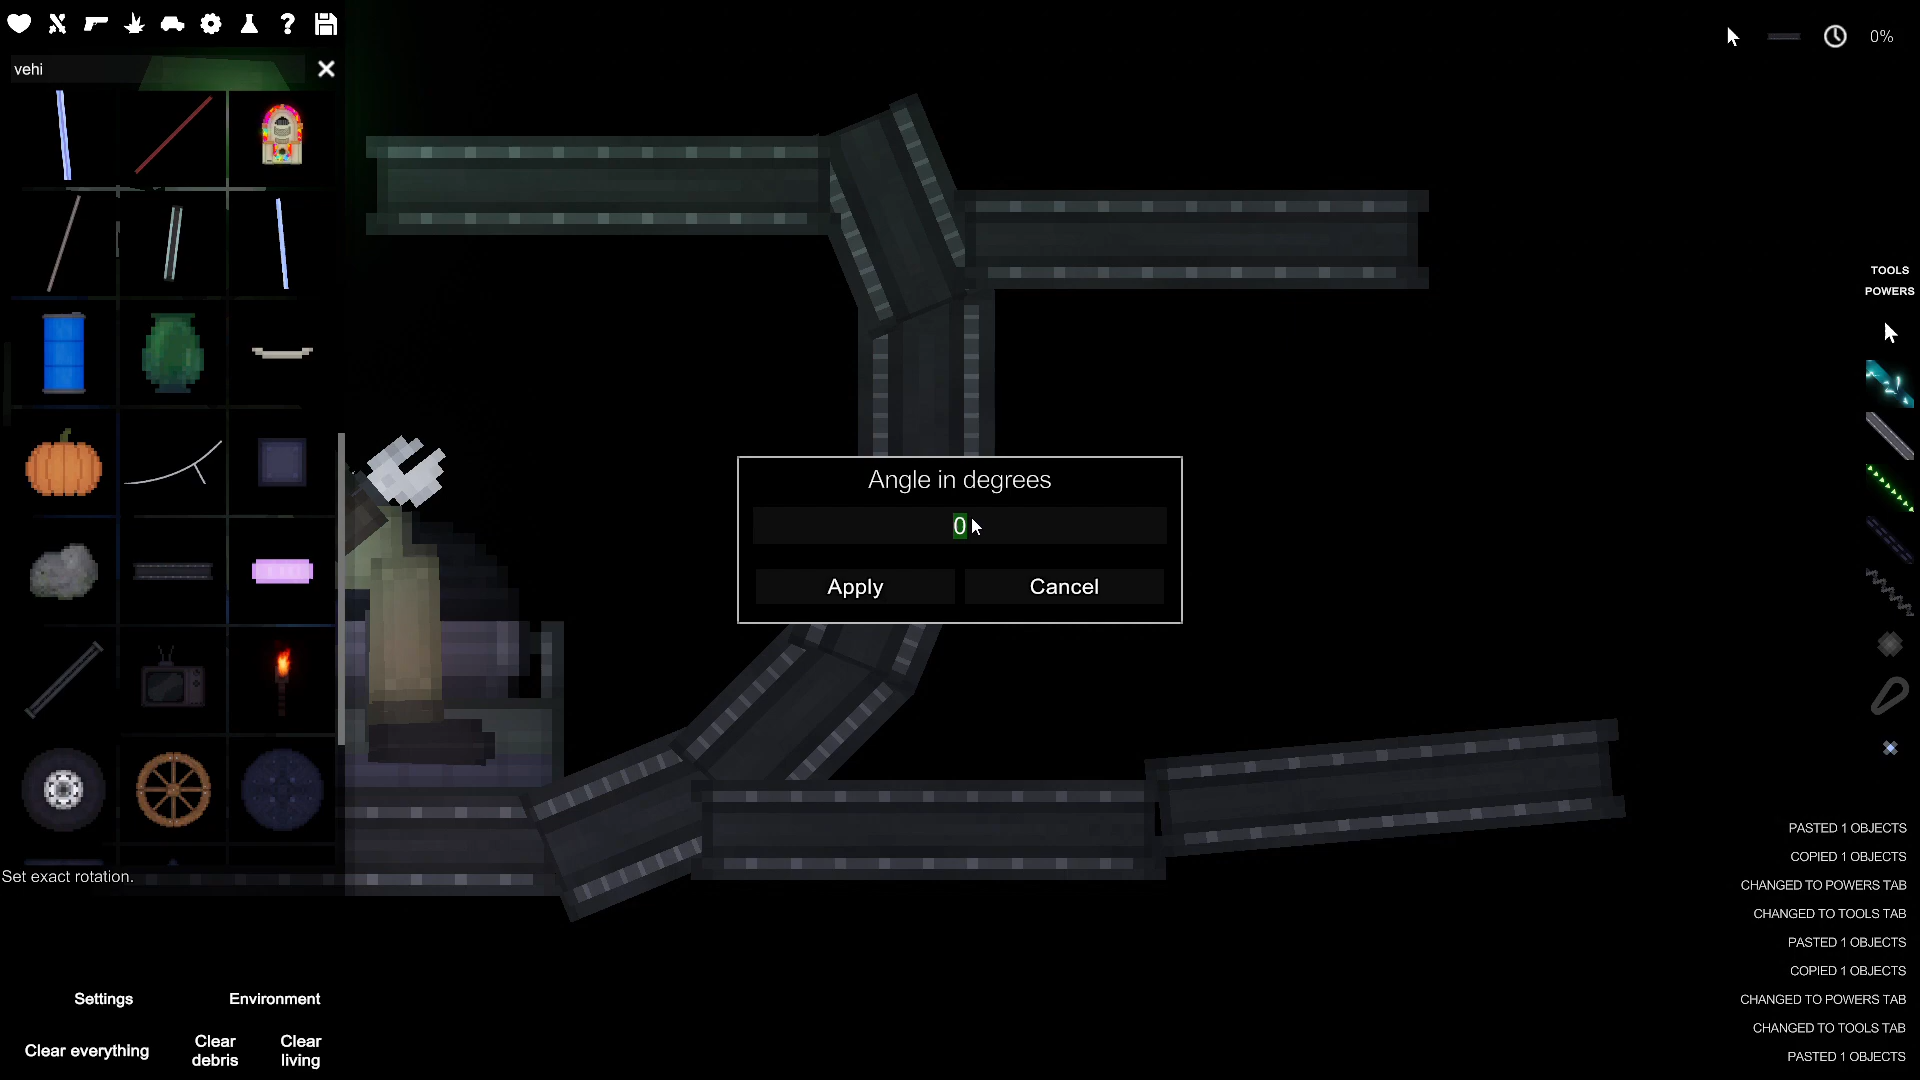 ?
vehi
0%
TOOLS
POWERS
Angle in degrees
0
Apply
Cancel
Set exact rotation.
PASTED 1 OBJECTS
COPIED 1 OBJECTS
CHANGED TO POWERS TAB
CHANGED TO TOOLS TAB
PASTED 1 OBJECTS
COPIED 1 OBJECTS
CHANGED TO POWERS TAB
CHANGED TO TOOLS TAB
PASTED 1 OBJECTS
Settings
Environment
Clear everything
Clear
debris
Clear
living